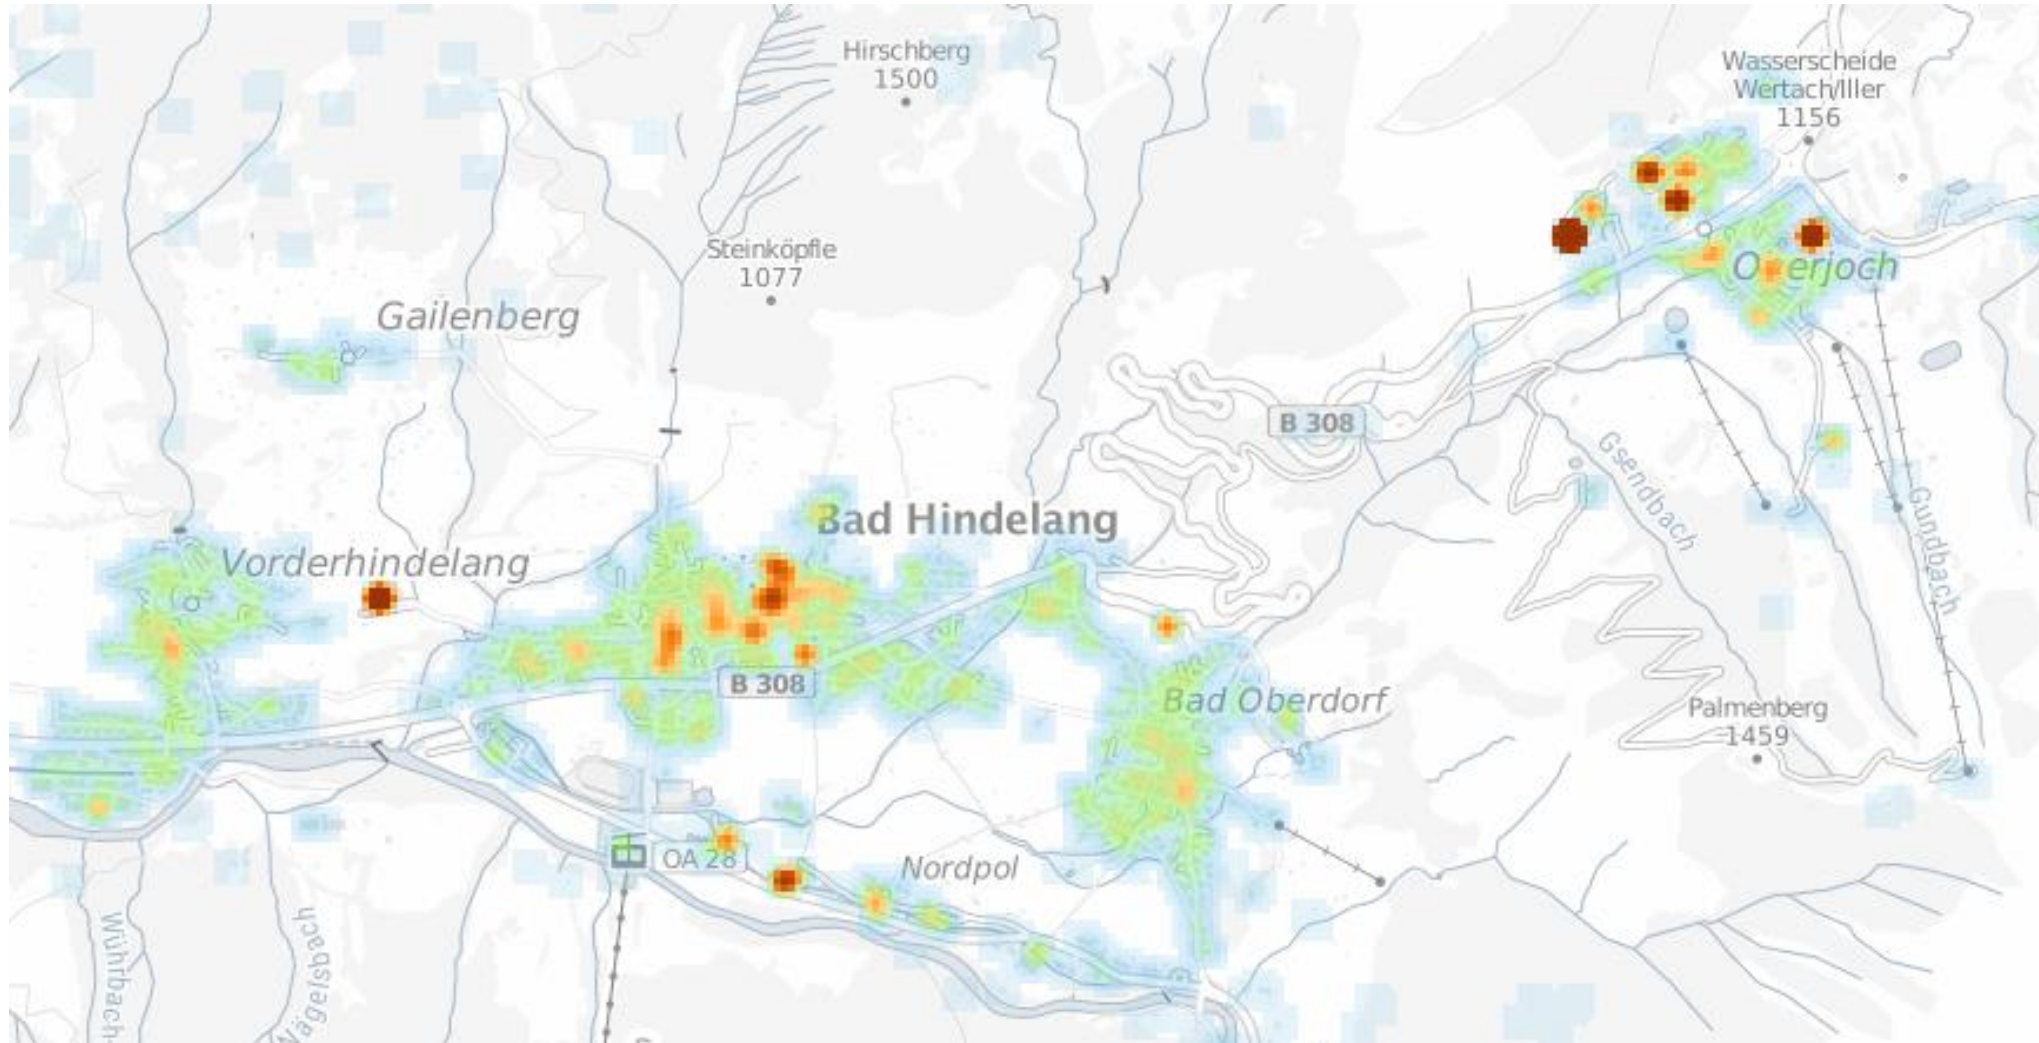 Hirschberg
1500
Wasserscheide
Wertach/Iller
1156
Steinköpfle
1077
Oberjoch
Gailenberg
B 308
Gsendbach
Gundbach
Bad Hindelang
Vorderhindelang
B 308
Bad Oberdorf
Palmenberg
1459
OA 28
Nordpol
Wührbach
Nägelsbach